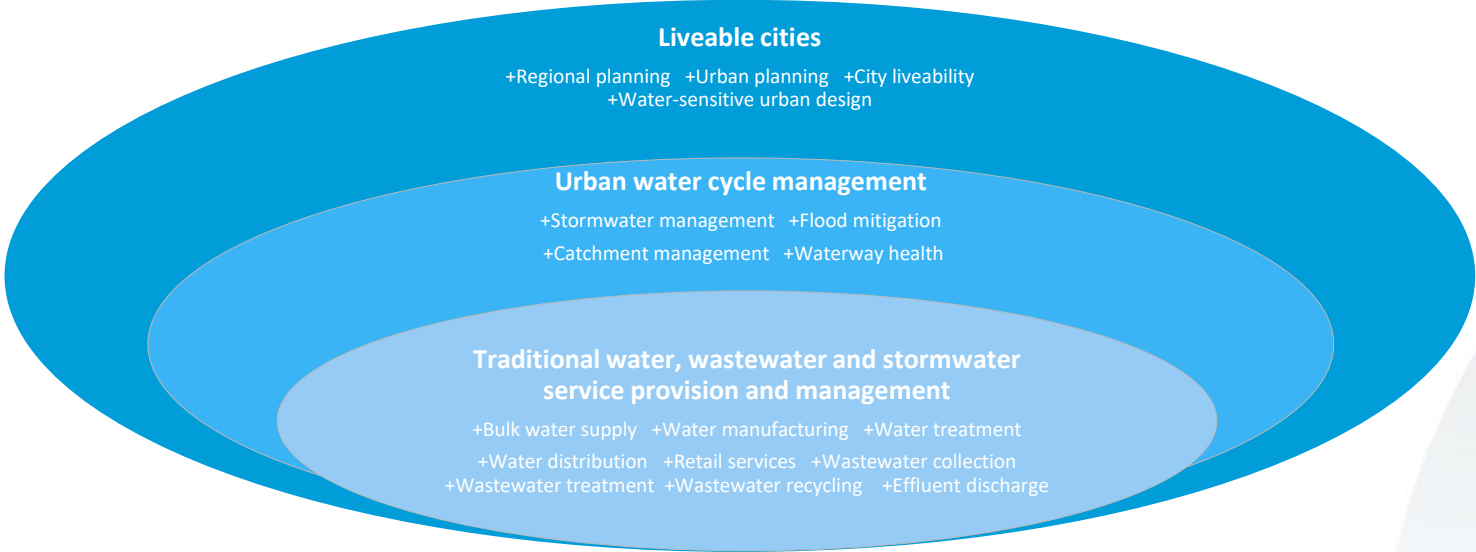 Liveable cities
+Regional planning +Urban planning +City liveability
+Water-sensitive urban design
Urban water cycle management
+Stormwater management +Flood mitigation
+Catchment management +Waterway health
Traditional water, wastewater and stormwater
service provision and management
+Bulk water supply +Water manufacturing +Water treatment
+Water distribution +Retail services +Wastewater collection
+Wastewater treatment +Wastewater recycling +Effluent discharge